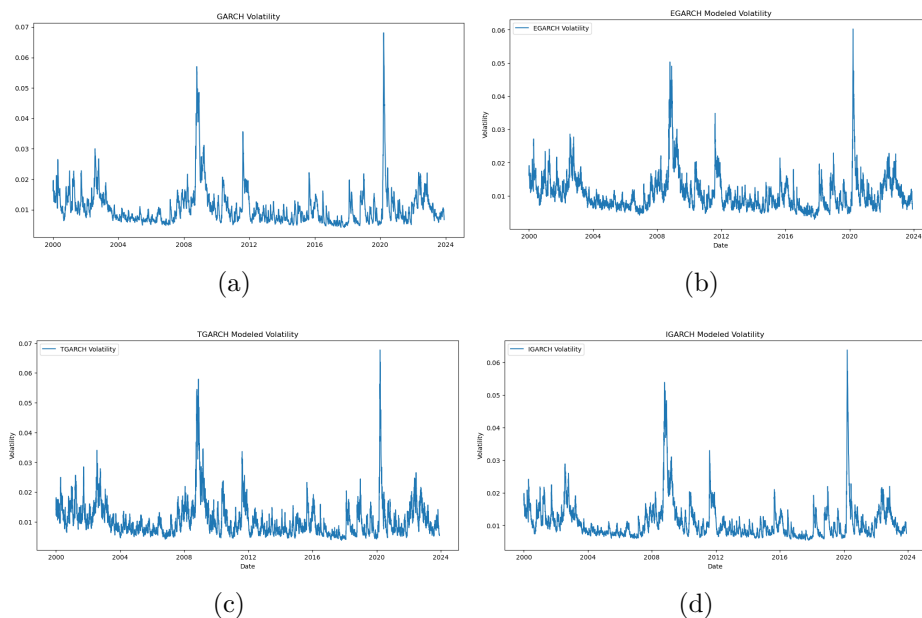 GARCH Volatility
0.07
0.06
0.05
0.04
0.03
0.02
0.01
2000 2004 2008 2012 2016 2020 2024
(a)
EGARCH Modeled Volatility
EGARCH Volatility
0.06
0.05
0.04
0.03
0.02
0.01
Volatility
2000 2004 2008 2012 2016 2020 2024
Date
(b)
TGARCH Modeled Volatility
TGARCH Volatility
0.07
0.06
0.05
0.04
0.03
0.02
0.01
Volatility
2000 2004 2008 2012 2016 2020 2024
Date
(c)
IGARCH Modeled Volatility
IGARCH Volatility
0.06
0.05
0.04
0.03
0.02
0.01
Volatility
2000 2004 2008 2012 2016 2020 2024
Date
(d)